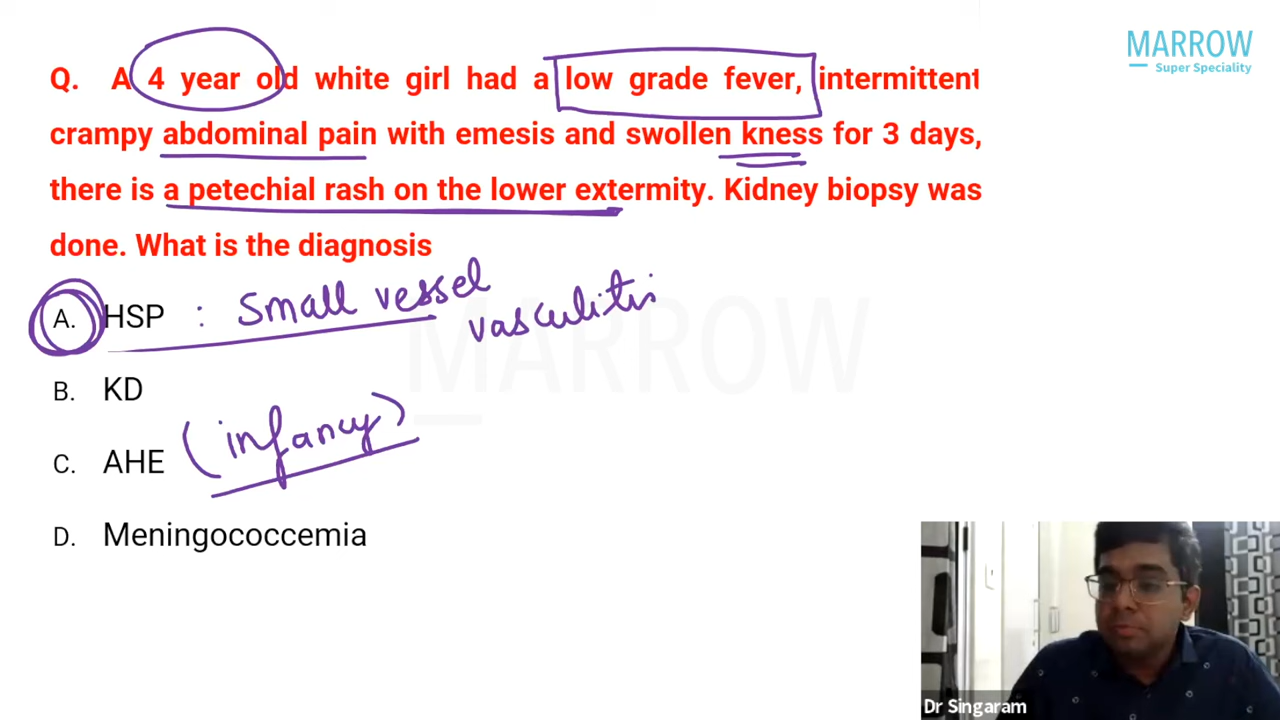 MARROW
Super Speciality
Q. A 4 year old white girl had a low grade fever, intermittent
crampy abdominal pain with emesis and swollen kness for 3 days,
there is a petechial rash on the lower extermity. Kidney biopsy was
done. What is the diagnosis
A. HSP : Small vessel
vasculitis
MARROW
B. KD
C. AHE (infancy)
D. Meningococcemia
Dr Singaram